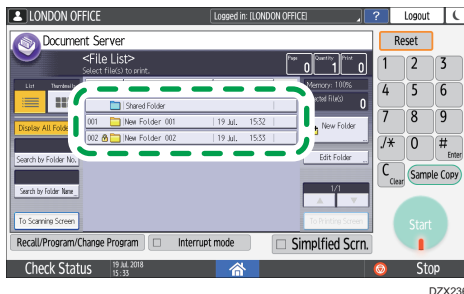 LONDON OFFICE
Logged in: [LONDON OFFICE]
?
Logout
Document Server
Reset
<File List>
Select file(s) to print.
Page
0
Quantity
1
Print
0
List
Thumbnails
Memory: 100%
Selected File(s)
0
Shared Folder
001 New Folder 001 19 Jul. 15:32
002 New Folder 002 19 Jul. 15:33
Display All Folders
New Folder
Search by Folder No.
Edit Folder
Search by Folder Name
1/1
To Scanning Screen
To Printing Screen
1 2 3
4 5 6
7 8 9
./* 0 #
Enter
C
Clear
Sample Copy
Start
Recall/Program/Change Program
Interrupt mode
Simplfied Scrn.
Check Status
19 Jul. 2018
15:33
Stop
DZX236